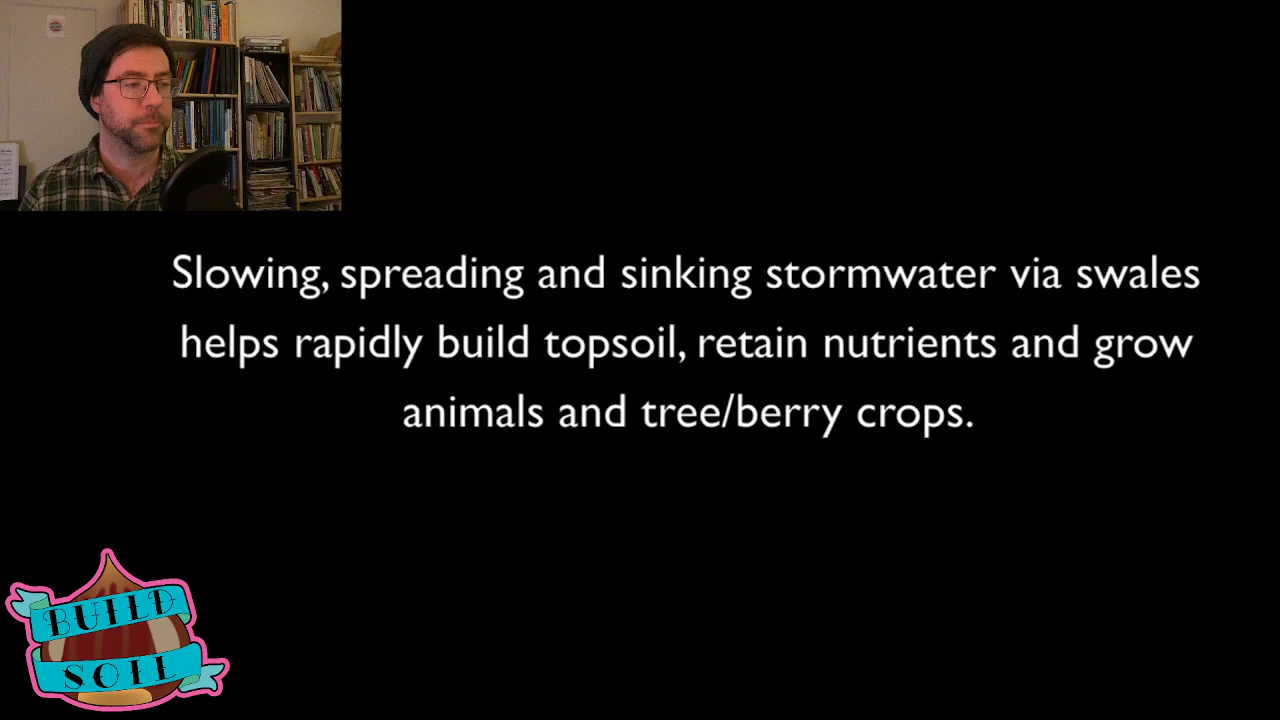 Slowing, spreading and sinking stormwater via swales
helps rapidly build topsoil, retain nutrients and grow
animals and tree/berry crops.
BUILD
SOIL